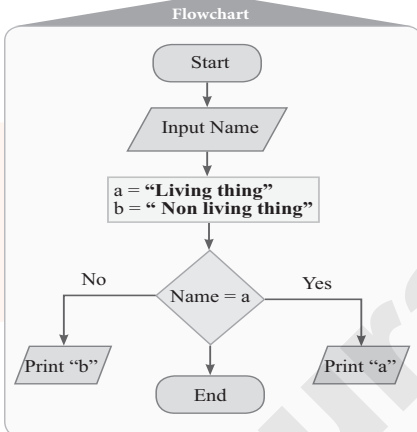 Flowchart
Start
Input Name
a = “Living thing”
b = “ Non living thing”
No
Name = a
Yes
Print “b”
Print “a”
End